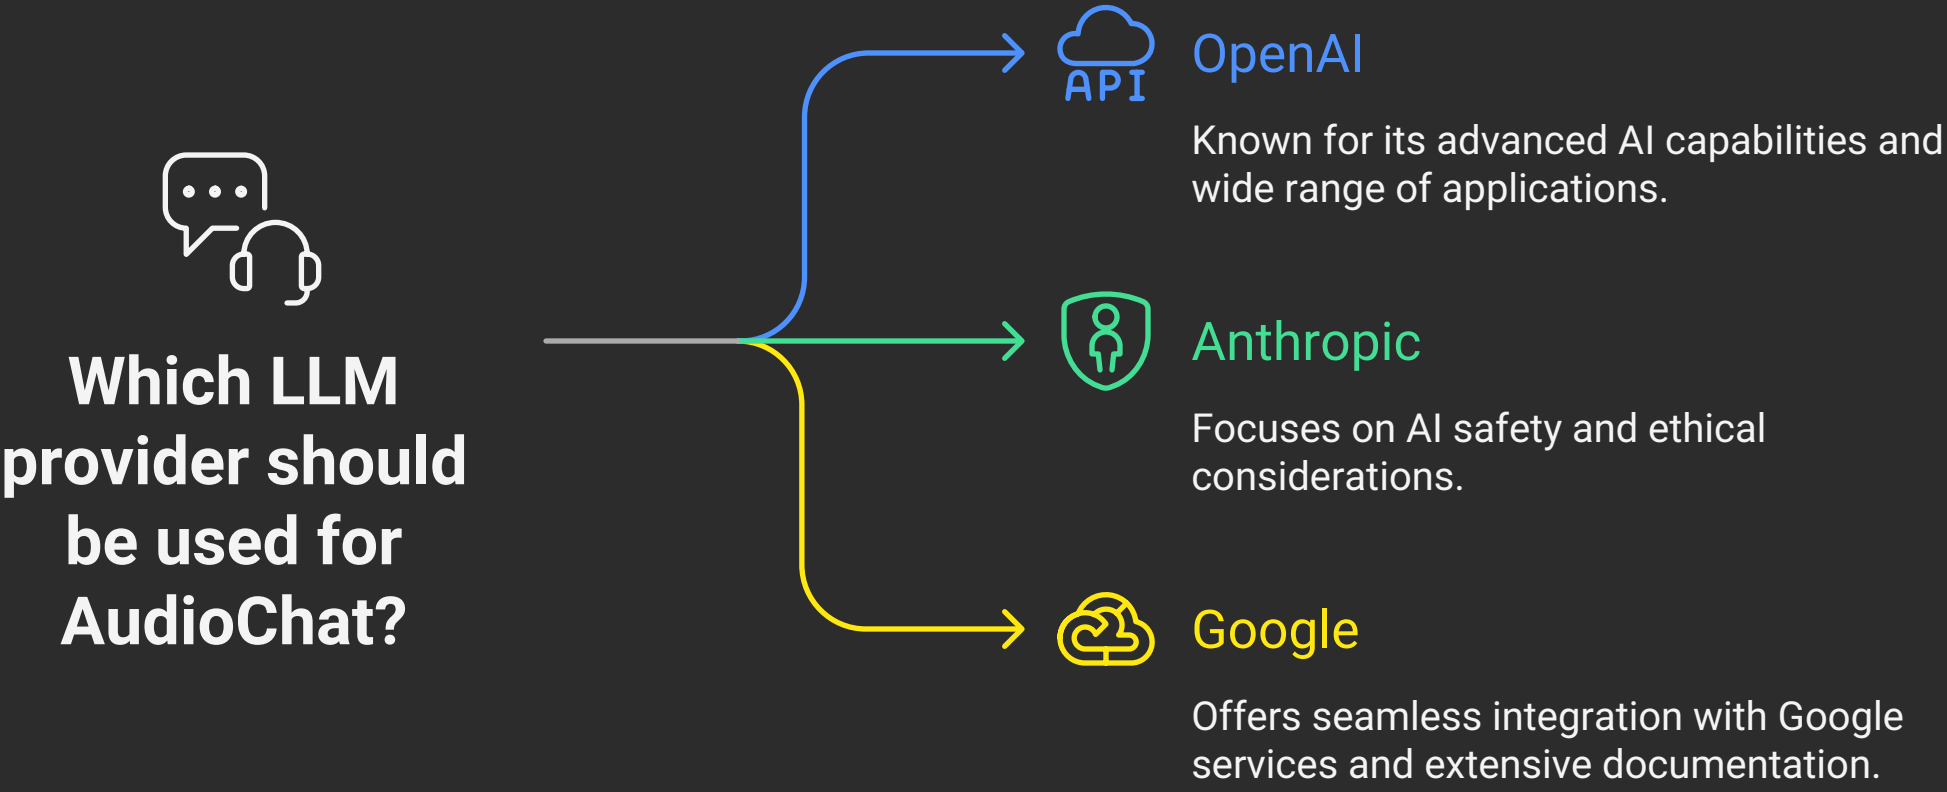 Which LLM
provider should
be used for
AudioChat?
API
OpenAI
Known for its advanced AI capabilities and
wide range of applications.
Anthropic
Focuses on AI safety and ethical
considerations.
Google
Offers seamless integration with Google
services and extensive documentation.